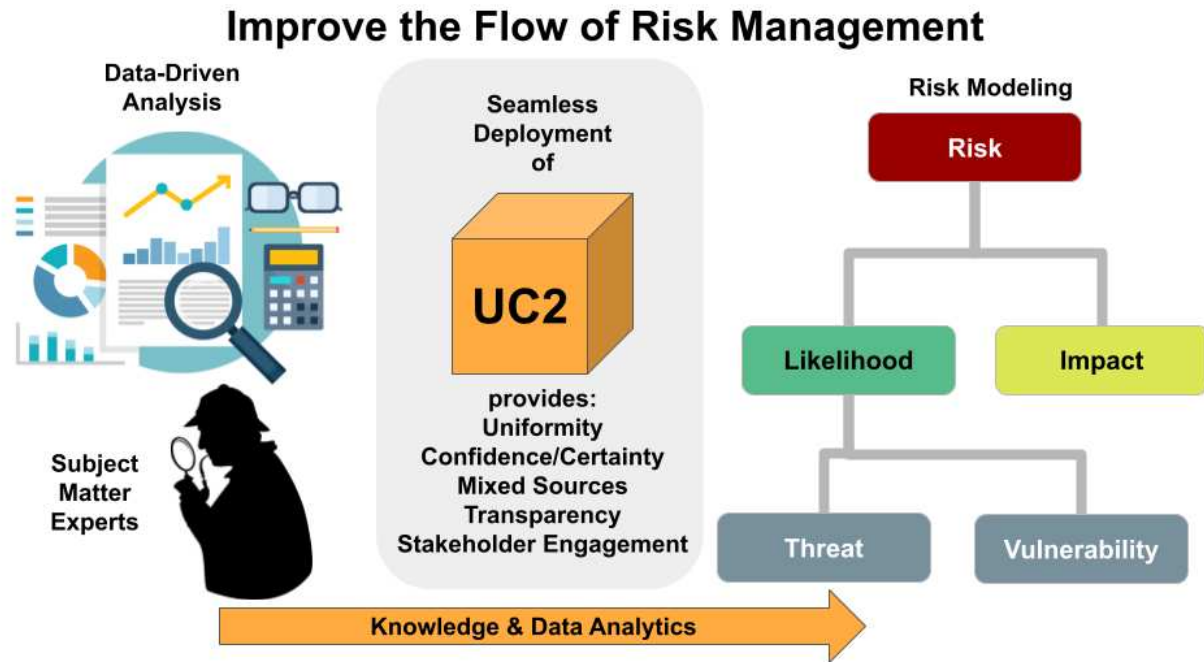 Improve the Flow of Risk Management
Data-Driven
Analysis
Subject
Matter
Experts
Seamless
Deployment
of
UC2
provides:
Uniformity
Confidence/Certainty
Mixed Sources
Transparency
Stakeholder Engagement
Risk Modeling
Risk
Likelihood
Impact
Threat
Vulnerability
Knowledge & Data Analytics